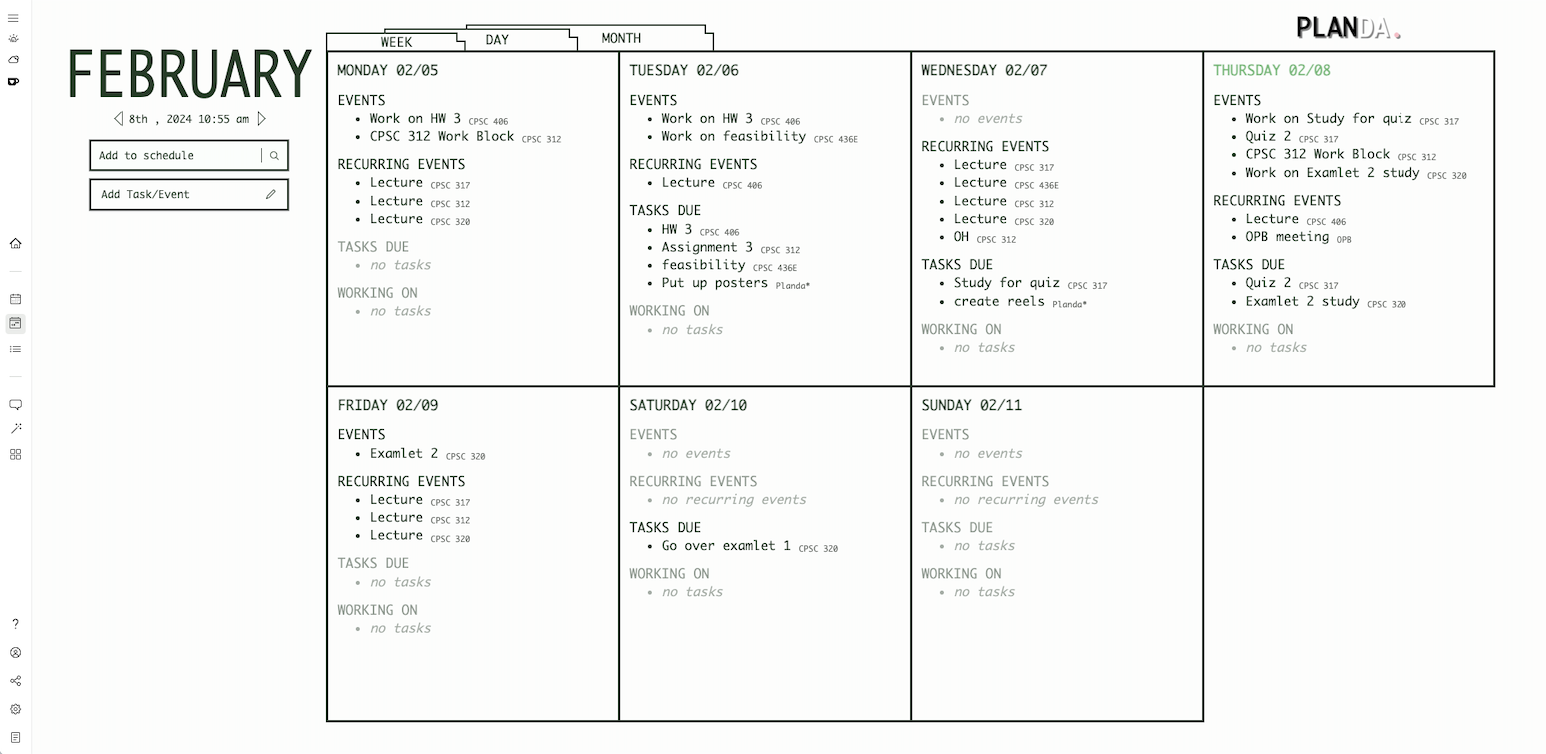 PLANDA.
WEEK
DAY
MONTH
FEBRUARY
8th , 2024 10:55 am
Add to schedule
Add Task/Event
MONDAY 02/05
EVENTS
Work on HW 3 CPSC 406
CPSC 312 Work Block CPSC 312
RECURRING EVENTS
Lecture CPSC 317
Lecture CPSC 312
Lecture CPSC 320
TASKS DUE
no tasks
WORKING ON
no tasks
TUESDAY 02/06
EVENTS
Work on HW 3 CPSC 406
Work on feasibility CPSC 436E
RECURRING EVENTS
Lecture CPSC 406
TASKS DUE
HW 3 CPSC 406
Assignment 3 CPSC 312
feasibility CPSC 436E
Put up posters Planda*
WORKING ON
no tasks
WEDNESDAY 02/07
EVENTS
no events
RECURRING EVENTS
Lecture CPSC 317
Lecture CPSC 436E
Lecture CPSC 312
Lecture CPSC 320
OH CPSC 312
TASKS DUE
Study for quiz CPSC 317
create reels Planda*
WORKING ON
no tasks
THURSDAY 02/08
EVENTS
Work on Study for quiz CPSC 317
Quiz 2 CPSC 317
CPSC 312 Work Block CPSC 312
Work on Examlet 2 study CPSC 320
RECURRING EVENTS
Lecture CPSC 406
OPB meeting OPB
TASKS DUE
Quiz 2 CPSC 317
Examlet 2 study CPSC 320
WORKING ON
no tasks
FRIDAY 02/09
EVENTS
Examlet 2 CPSC 320
RECURRING EVENTS
Lecture CPSC 317
Lecture CPSC 312
Lecture CPSC 320
TASKS DUE
no tasks
WORKING ON
no tasks
SATURDAY 02/10
EVENTS
no events
RECURRING EVENTS
no recurring events
TASKS DUE
Go over examlet 1 CPSC 320
WORKING ON
no tasks
SUNDAY 02/11
EVENTS
no events
RECURRING EVENTS
no recurring events
TASKS DUE
no tasks
WORKING ON
no tasks